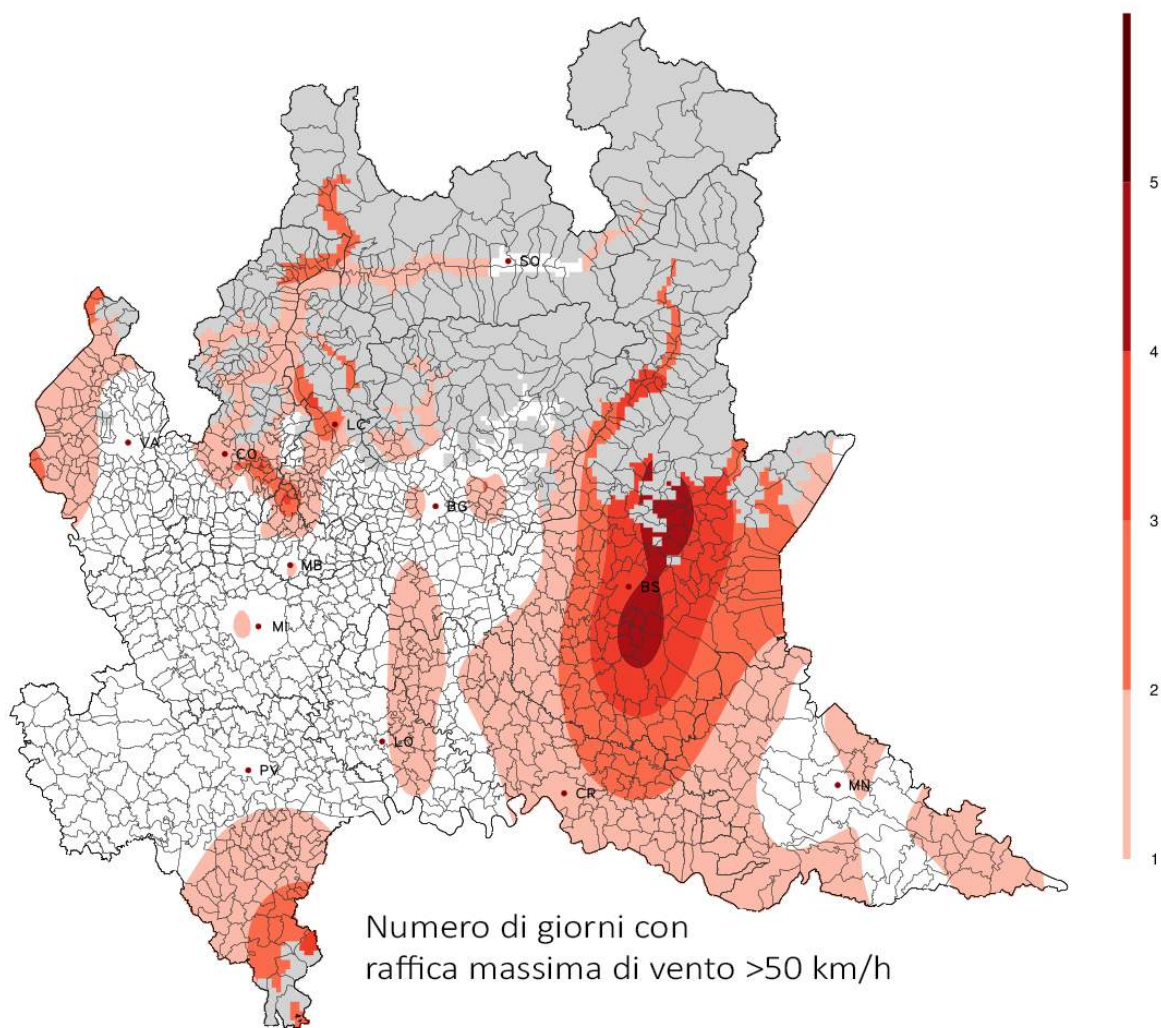 5
SO
4
LC
VA
CO
BG
3
MB
BS
MI
2
LO
PV
MN
CR
1
Numero di giorni con
raffica massima di vento >50 km/h